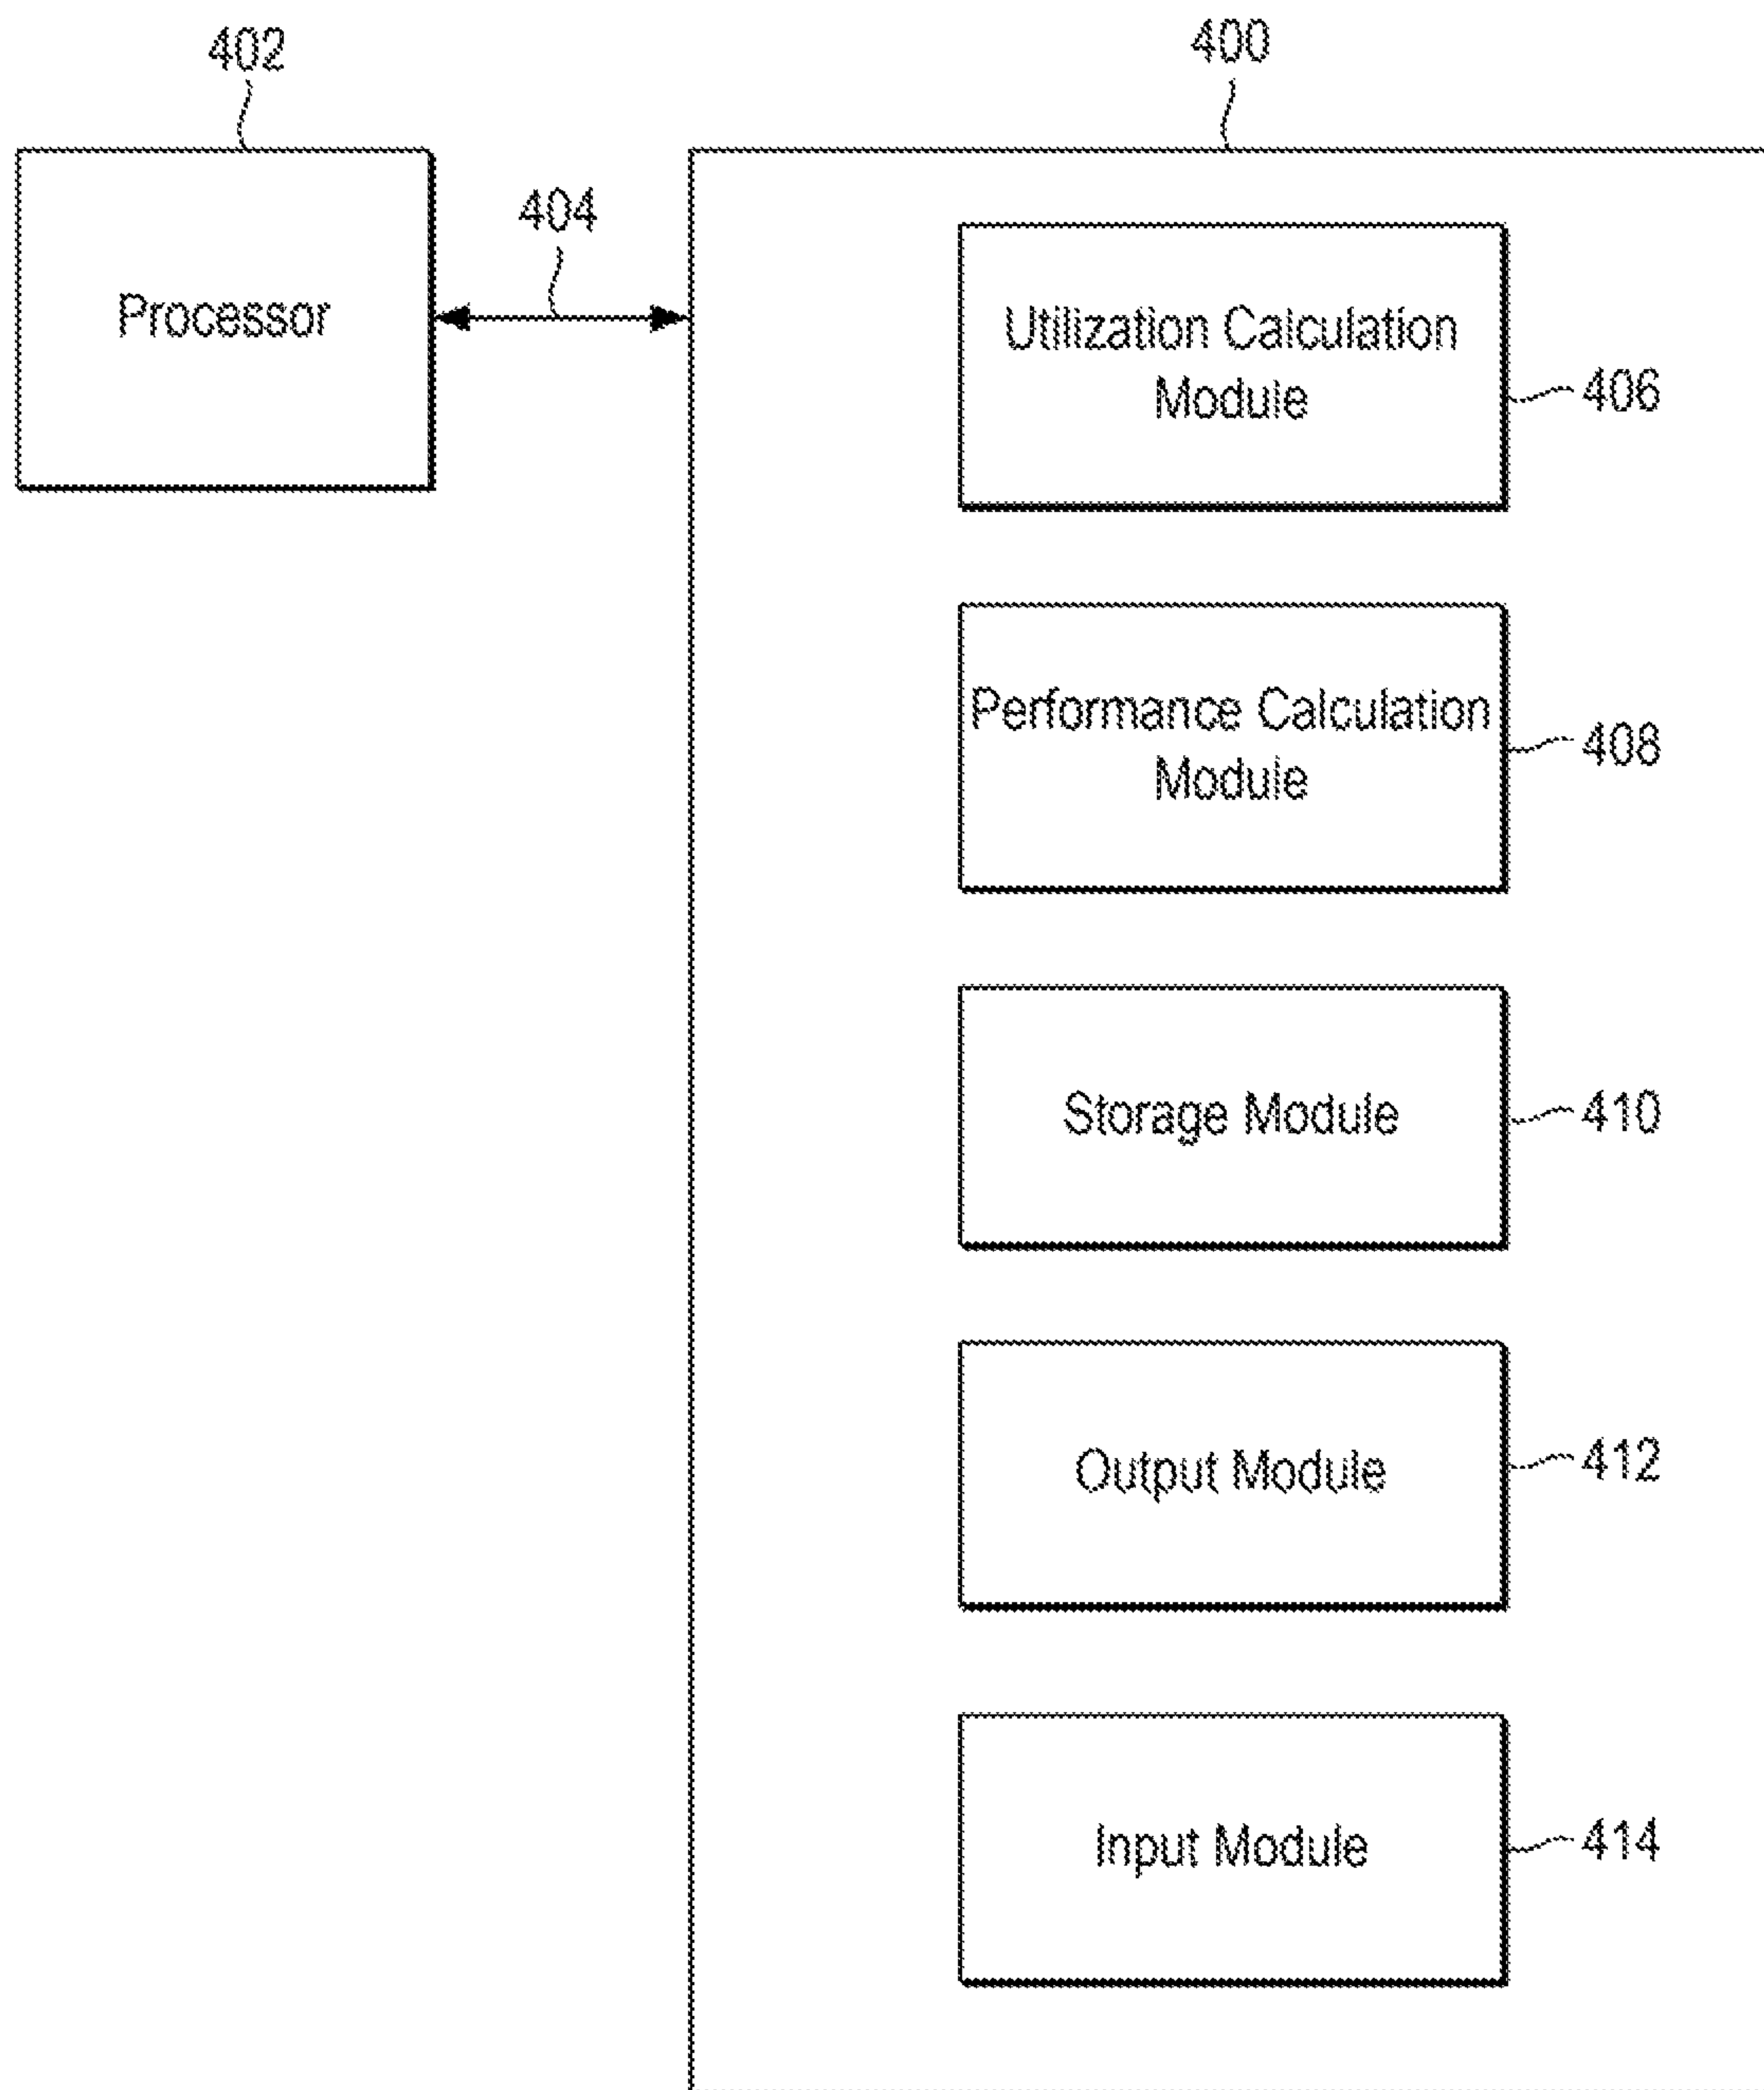 402
400
404
Processor
Utilization Calculation
Module
406
Performance Calculation
Module
408
Storage Module
410
Output Module
412
Input Module
414